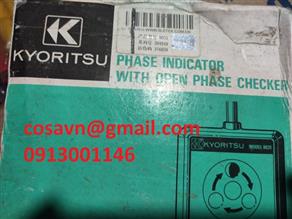 KYORITSU
PHASE INDICATOR
WITH OPEN PHASE CHECKER
cosavn@gmail.com
0913001146
KYORITSU